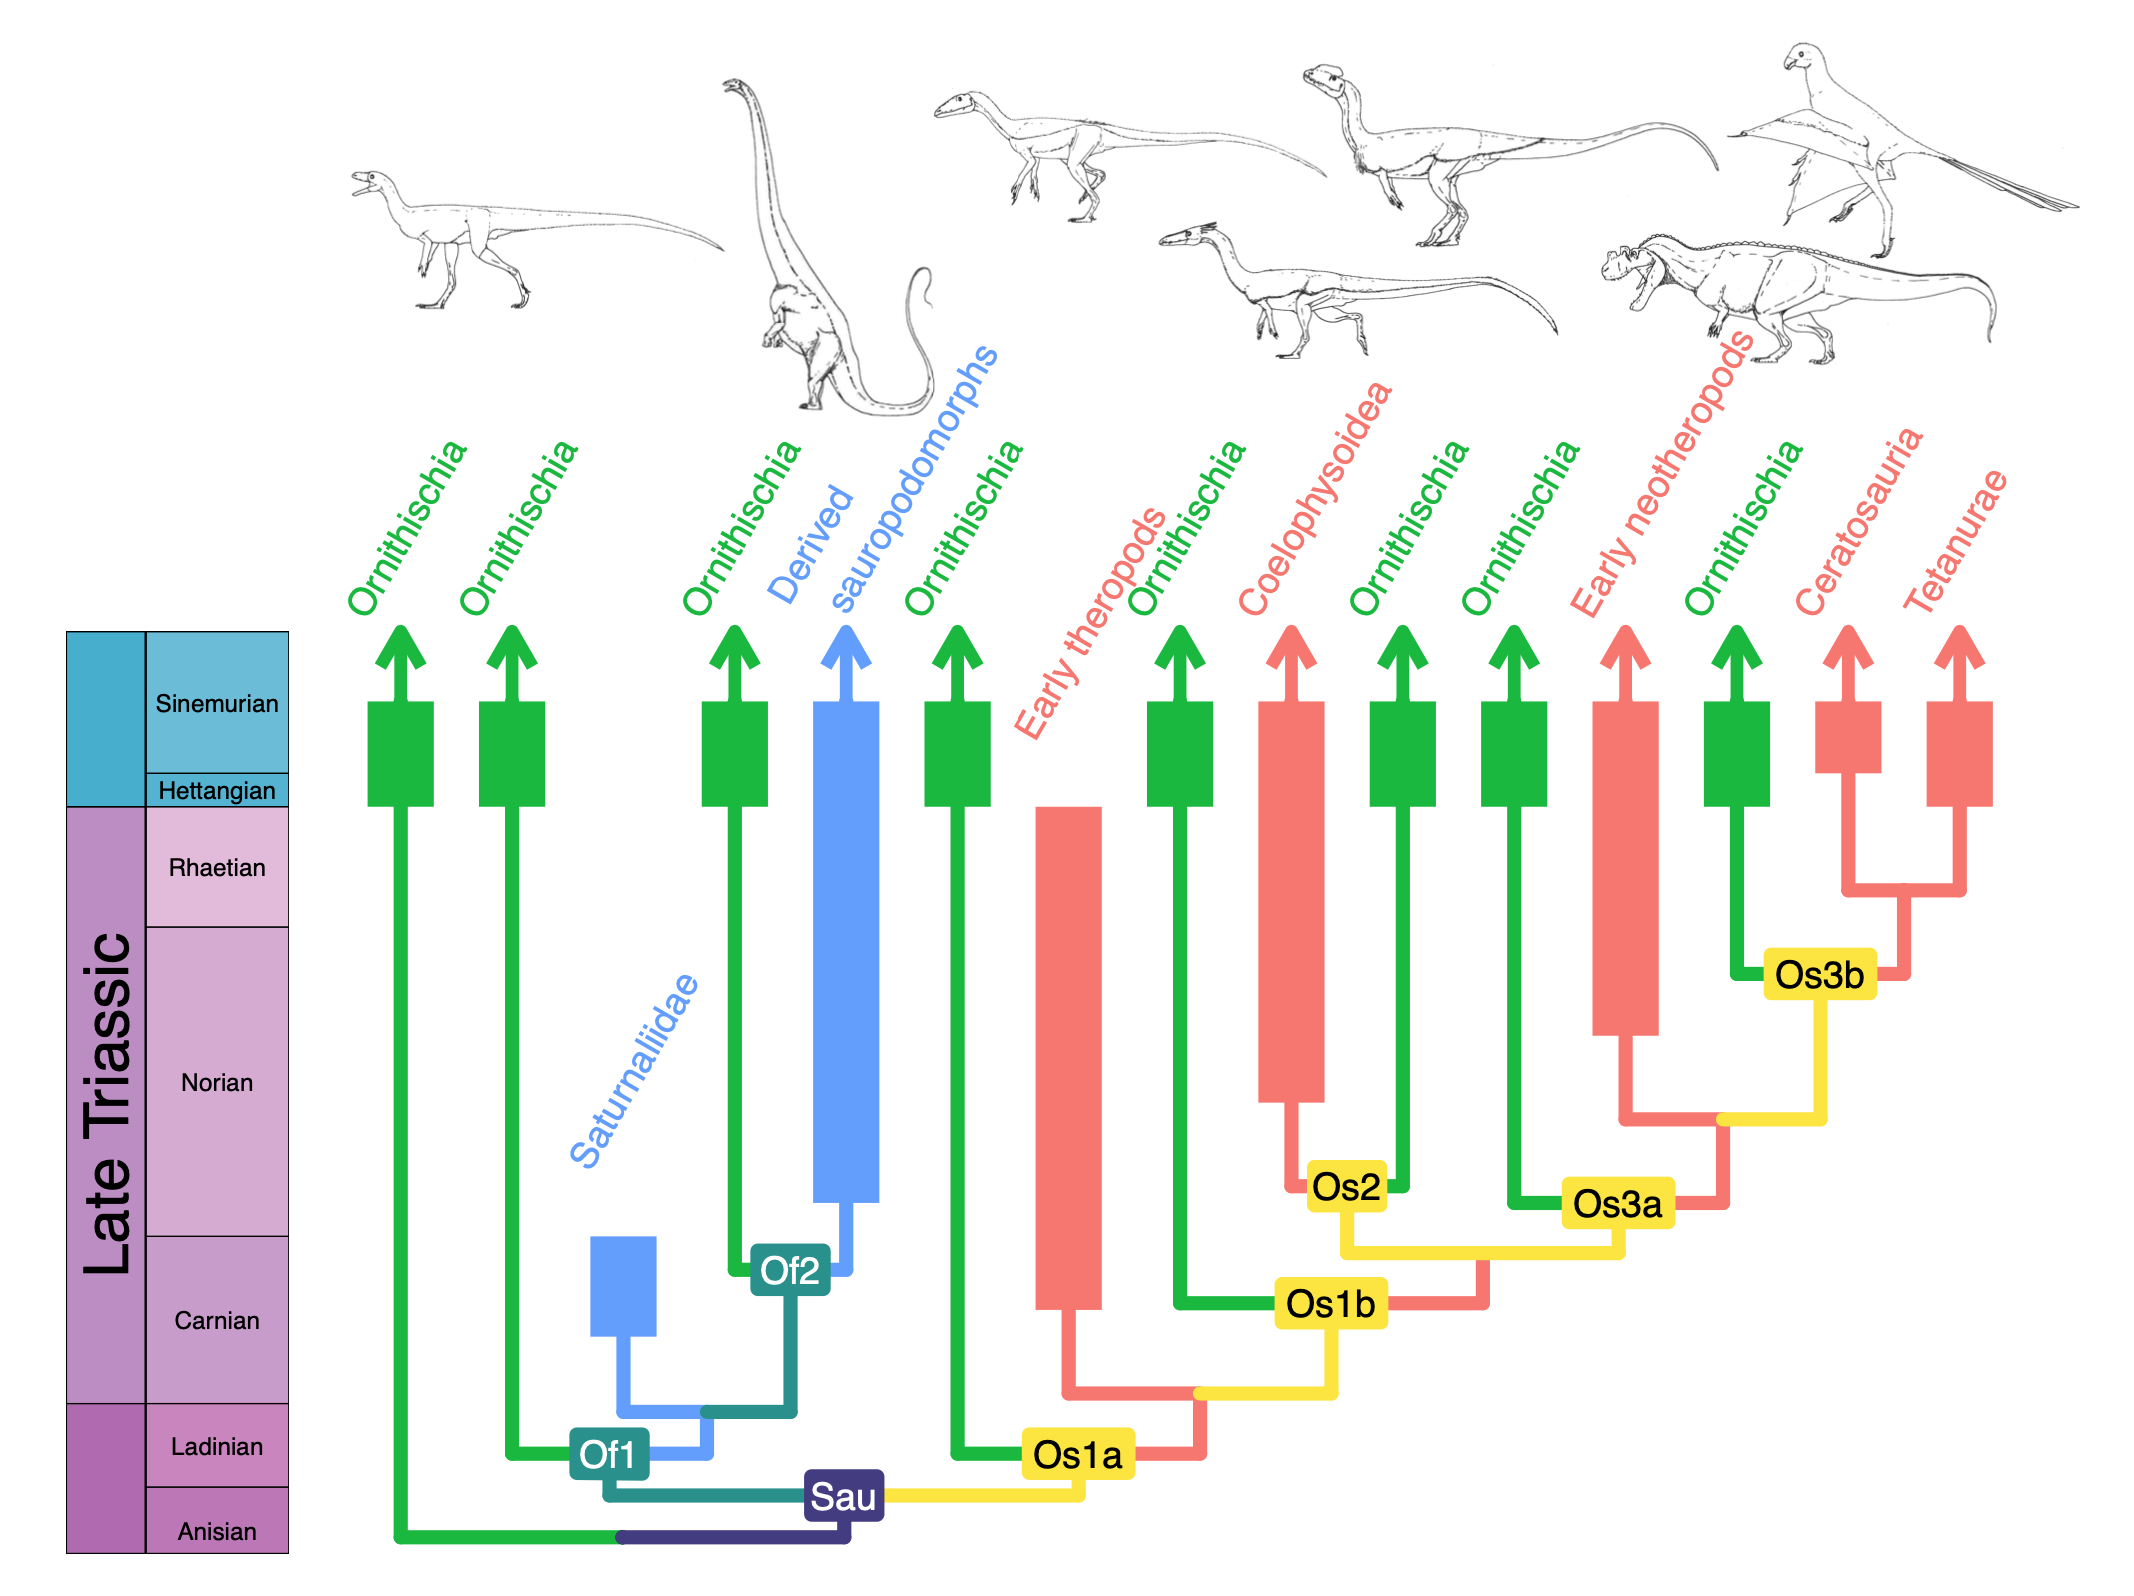 Ornithischia
Ornithischia
Ornithischia
Derived
sauropodomorphs
Ornithischia
Early theropods
Ornithischia
Coelophysoidea
Ornithischia
Ornithischia
Early neotheropods
Ornithischia
Ceratosauria
Tetanurae
Saturnaliidae
Late Triassic
Sinemurian
Hettangian
Rhaetian
Norian
Carnian
Ladinian
Anisian
Os3b
Os2
Os3a
Of2
Os1b
Of1
Os1a
Sau